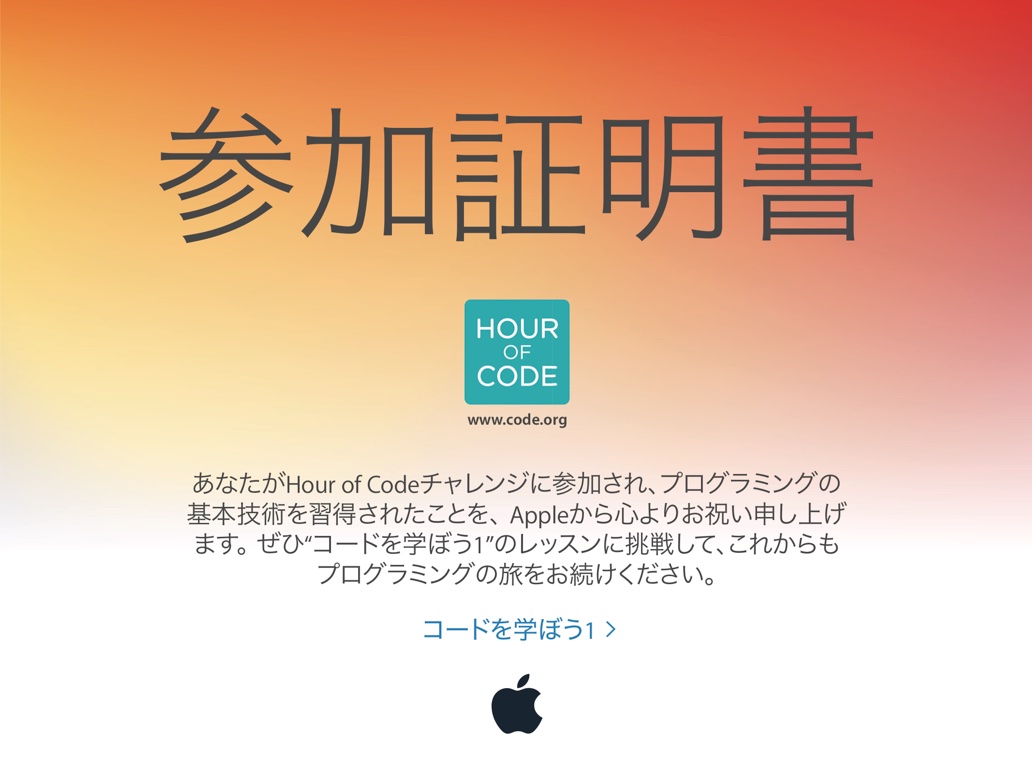 参加証明書
HOUR
OF
CODE
www.code.org
あなたがHour of Codeチャレンジに参加され、プログラミングの
基本技術を習得されたことを、Appleから心よりお祝い申し上げ
ます。ぜひ“コードを学ぼう1”のレッスンに挑戦して、これからも
プログラミングの旅をお続けください。
コードを学ぼう1 >